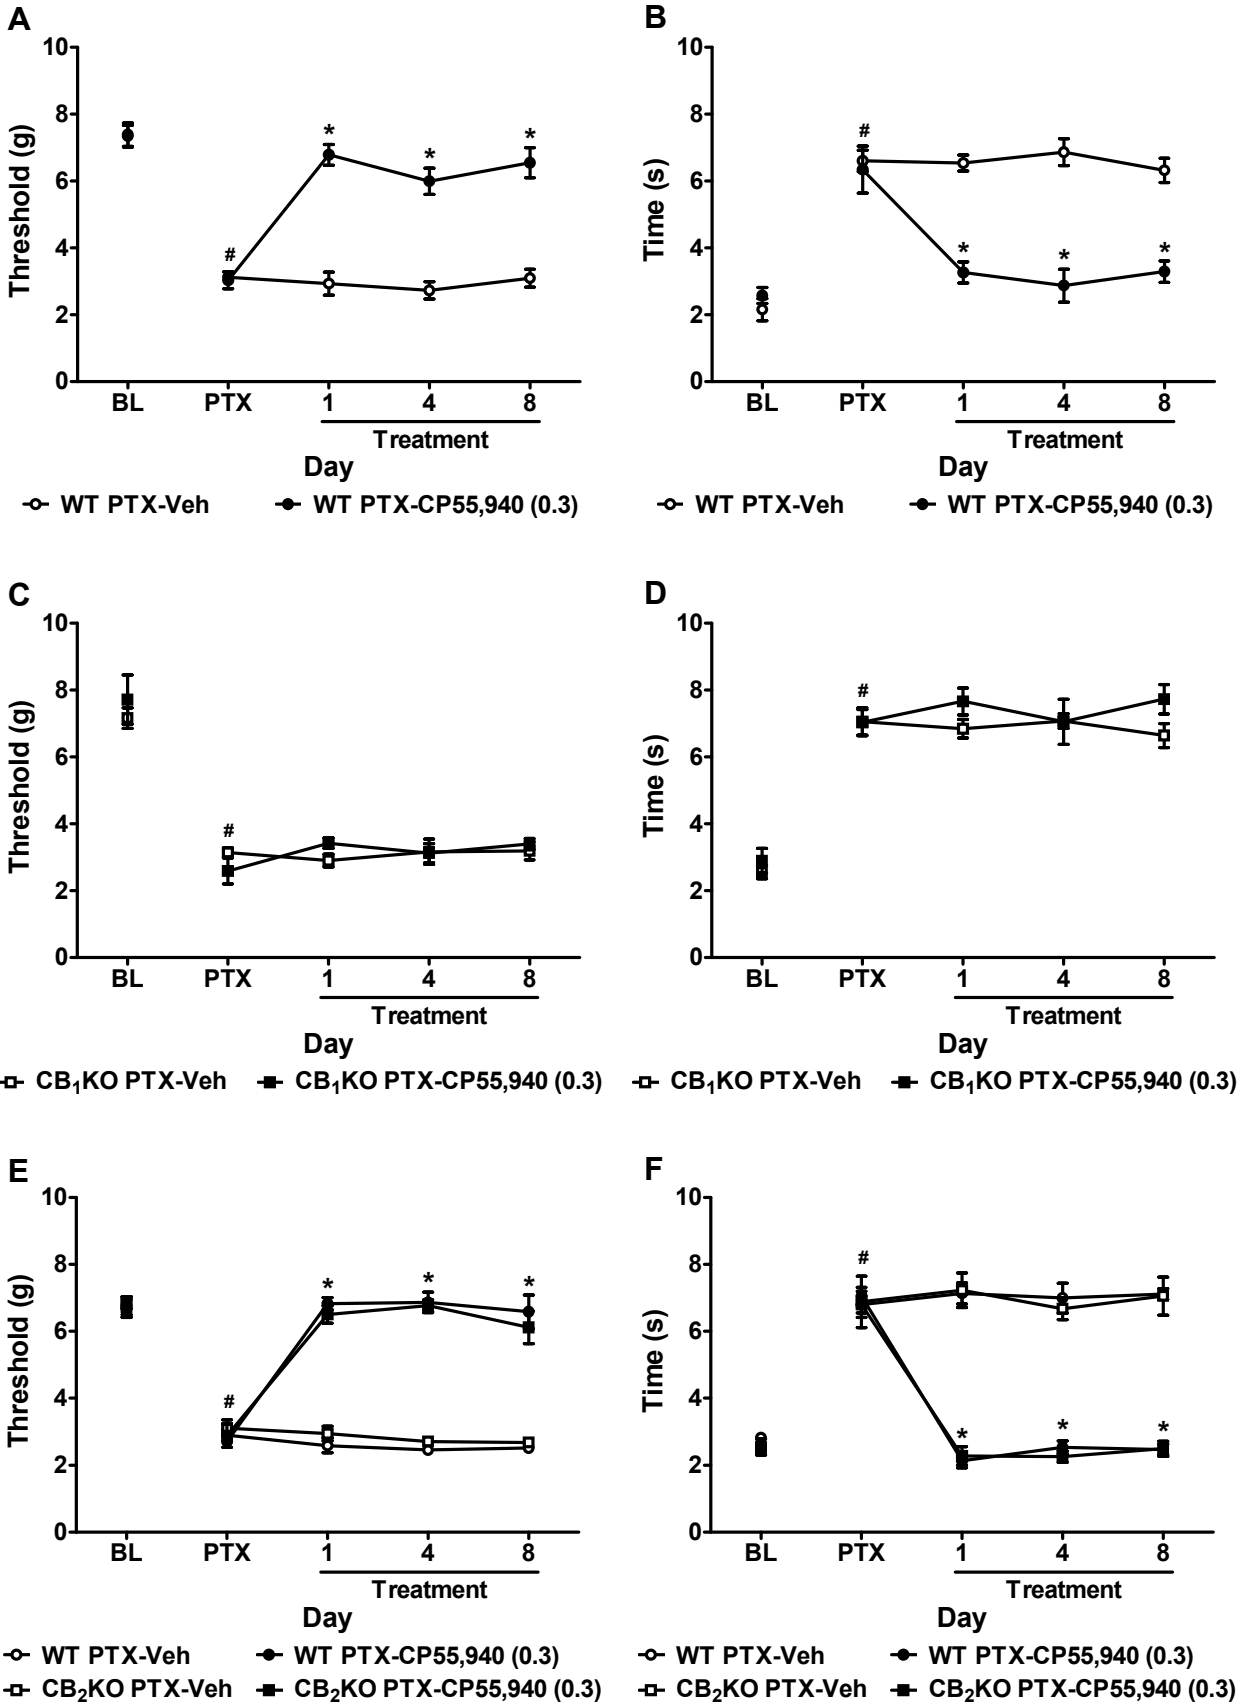 A
Threshold (g)
10
8
6
4
2
0
#
*
*
*
BL PTX 1 4 8
Treatment
Day
WT PTX-Veh WT PTX-CP55,940 (0.3)
B
Time (s)
10
8
6
4
2
0
#
*
*
*
BL PTX 1 4 8
Treatment
Day
WT PTX-Veh WT PTX-CP55,940 (0.3)
C
Threshold (g)
10
8
6
4
2
0
#
BL PTX 1 4 8
Treatment
Day
CB₁KO PTX-Veh CB₁KO PTX-CP55,940 (0.3)
D
Time (s)
10
8
6
4
2
0
#
BL PTX 1 4 8
Treatment
Day
CB₁KO PTX-Veh CB₁KO PTX-CP55,940 (0.3)
E
Threshold (g)
10
8
6
4
2
0
#
*
*
*
BL PTX 1 4 8
Treatment
Day
WT PTX-Veh WT PTX-CP55,940 (0.3)
CB₂KO PTX-Veh CB₂KO PTX-CP55,940 (0.3)
F
Time (s)
10
8
6
4
2
0
#
*
*
*
BL PTX 1 4 8
Treatment
Day
WT PTX-Veh WT PTX-CP55,940 (0.3)
CB₂KO PTX-Veh CB₂KO PTX-CP55,940 (0.3)